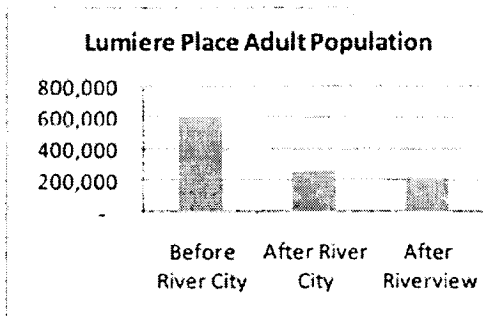 Lumiere Place Adult Population
800,000
600,000
400,000
200,000
-
Before River City
After River City
After Riverview